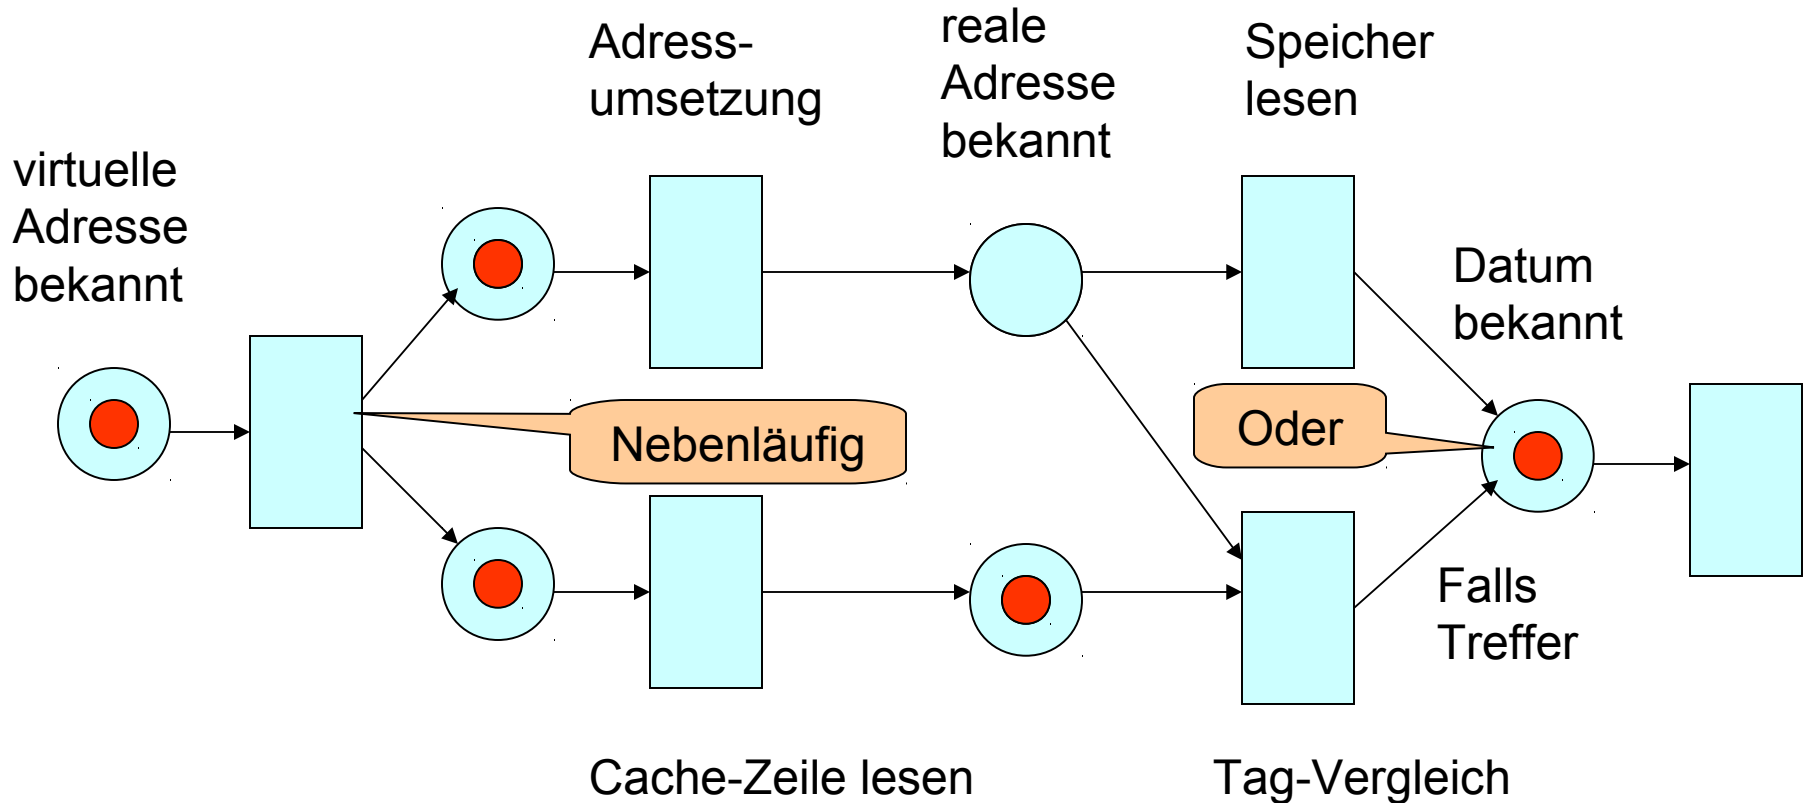 virtuelle
Adresse
bekannt
Adress-
umsetzung
reale
Adresse
bekannt
Speicher
lesen
Datum
bekannt
Nebenläufig
Oder
Falls
Treffer
Cache-Zeile lesen
Tag-Vergleich